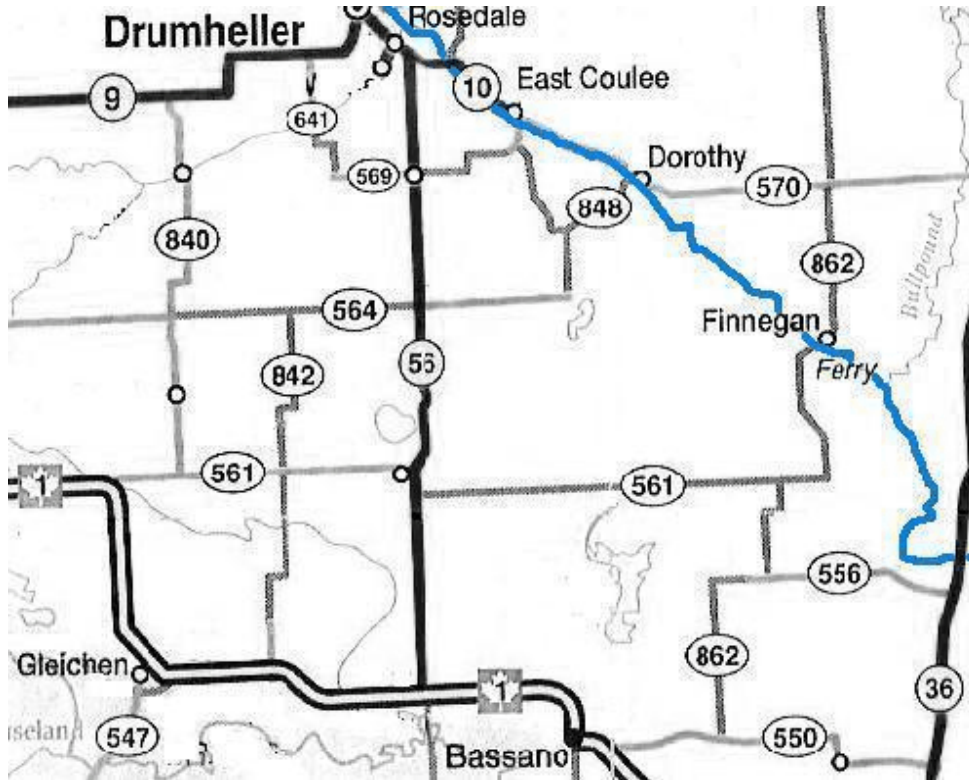 Rosedale
Drumheller
10
East Coulee
9
641
Dorothy
569
570
848
840
862
Bullpound
564
Finnegan
56
Ferry
842
561
1
561
556
862
Gleichen
1
36
547
550
Bassano